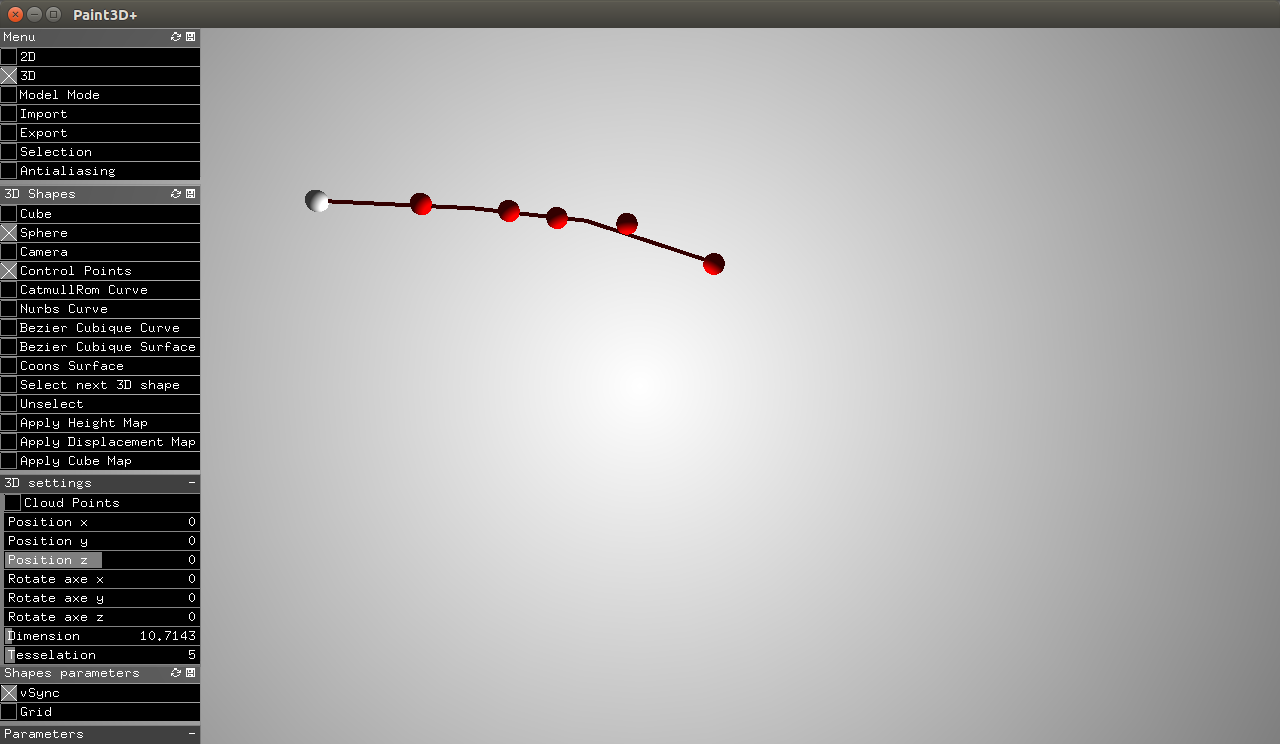 Paint3D+
Menu
2D
3D
Model Mode
Import
Export
Selection
Antialiasing
3D Shapes
Cube
Sphere
Camera
Control Points
CatmullRom Curve
Nurbs Curve
Bezier Cubique Curve
Bezier Cubique Surface
Coons Surface
Select next 3D shape
Unselect
Apply Height Map
Apply Displacement Map
Apply Cube Map
3D settings -
Cloud Points
Position x 0
Position y 0
Position z 0
Rotate axe x 0
Rotate axe y 0
Rotate axe z 0
Dimension 10.7143
Tesselation 5
Shapes parameters
vSync
Grid
Parameters -